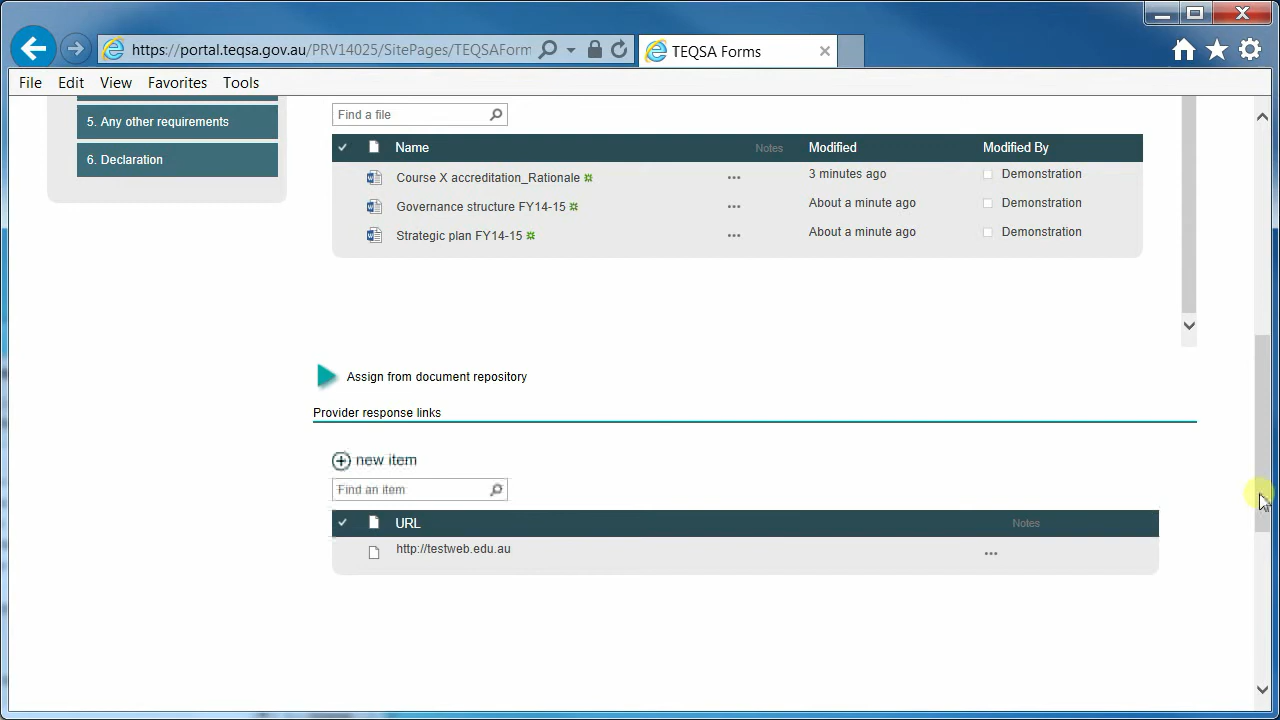 https://portal.teqsa.gov.au/PRV14025/SitePages/TEQSAForm
TEQSA Forms
File Edit View Favorites Tools
5. Any other requirements
6. Declaration
Find a file
Name Notes Modified Modified By
Course X accreditation_Rationale ... 3 minutes ago Demonstration
Governance structure FY14-15 ... About a minute ago Demonstration
Strategic plan FY14-15 ... About a minute ago Demonstration
Assign from document repository
Provider response links
new item
Find an item
URL Notes
http://testweb.edu.au ...